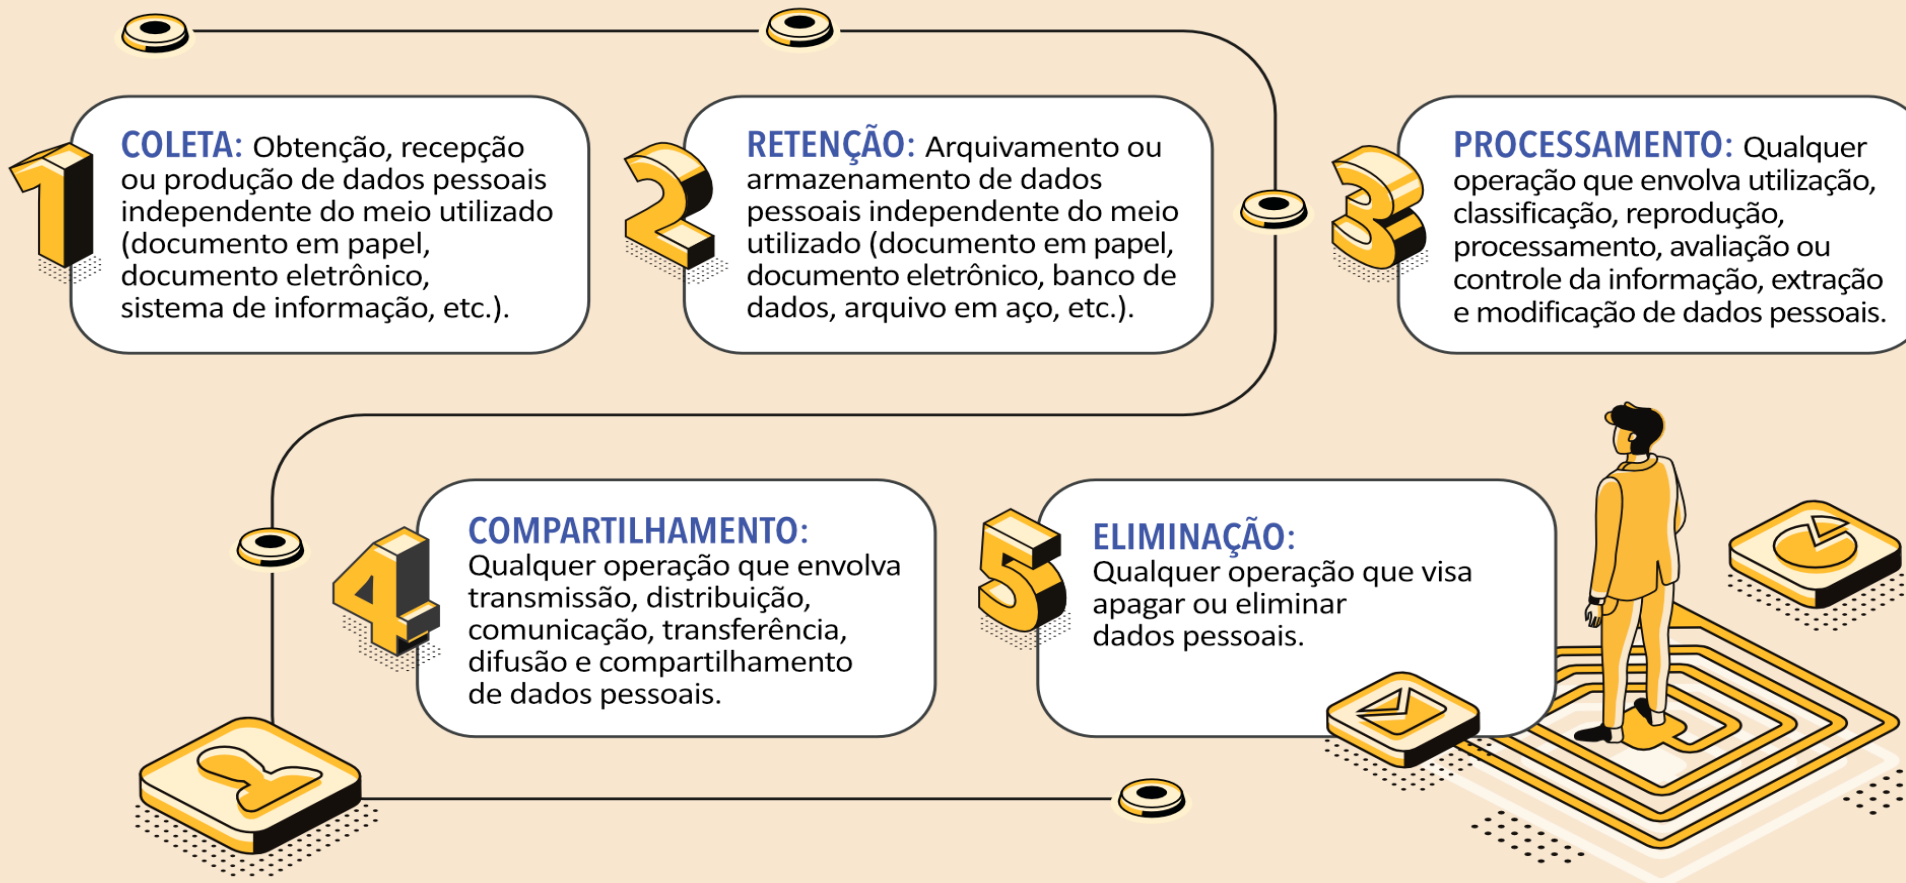 1
COLETA: Obtenção, recepção
ou produção de dados pessoais
independente do meio utilizado
(documento em papel,
documento eletrônico,
sistema de informação, etc.).
2
RETENÇÃO: Arquivamento ou
armazenamento de dados
pessoais independente do meio
utilizado (documento em papel,
documento eletrônico, banco de
dados, arquivo em aço, etc.).
3
PROCESSAMENTO: Qualquer
operação que envolva utilização,
classificação, reprodução,
processamento, avaliação ou
controle da informação, extração
e modificação de dados pessoais.
4
COMPARTILHAMENTO:
Qualquer operação que envolva
transmissão, distribuição,
comunicação, transferência,
difusão e compartilhamento
de dados pessoais.
5
ELIMINAÇÃO:
Qualquer operação que visa
apagar ou eliminar
dados pessoais.